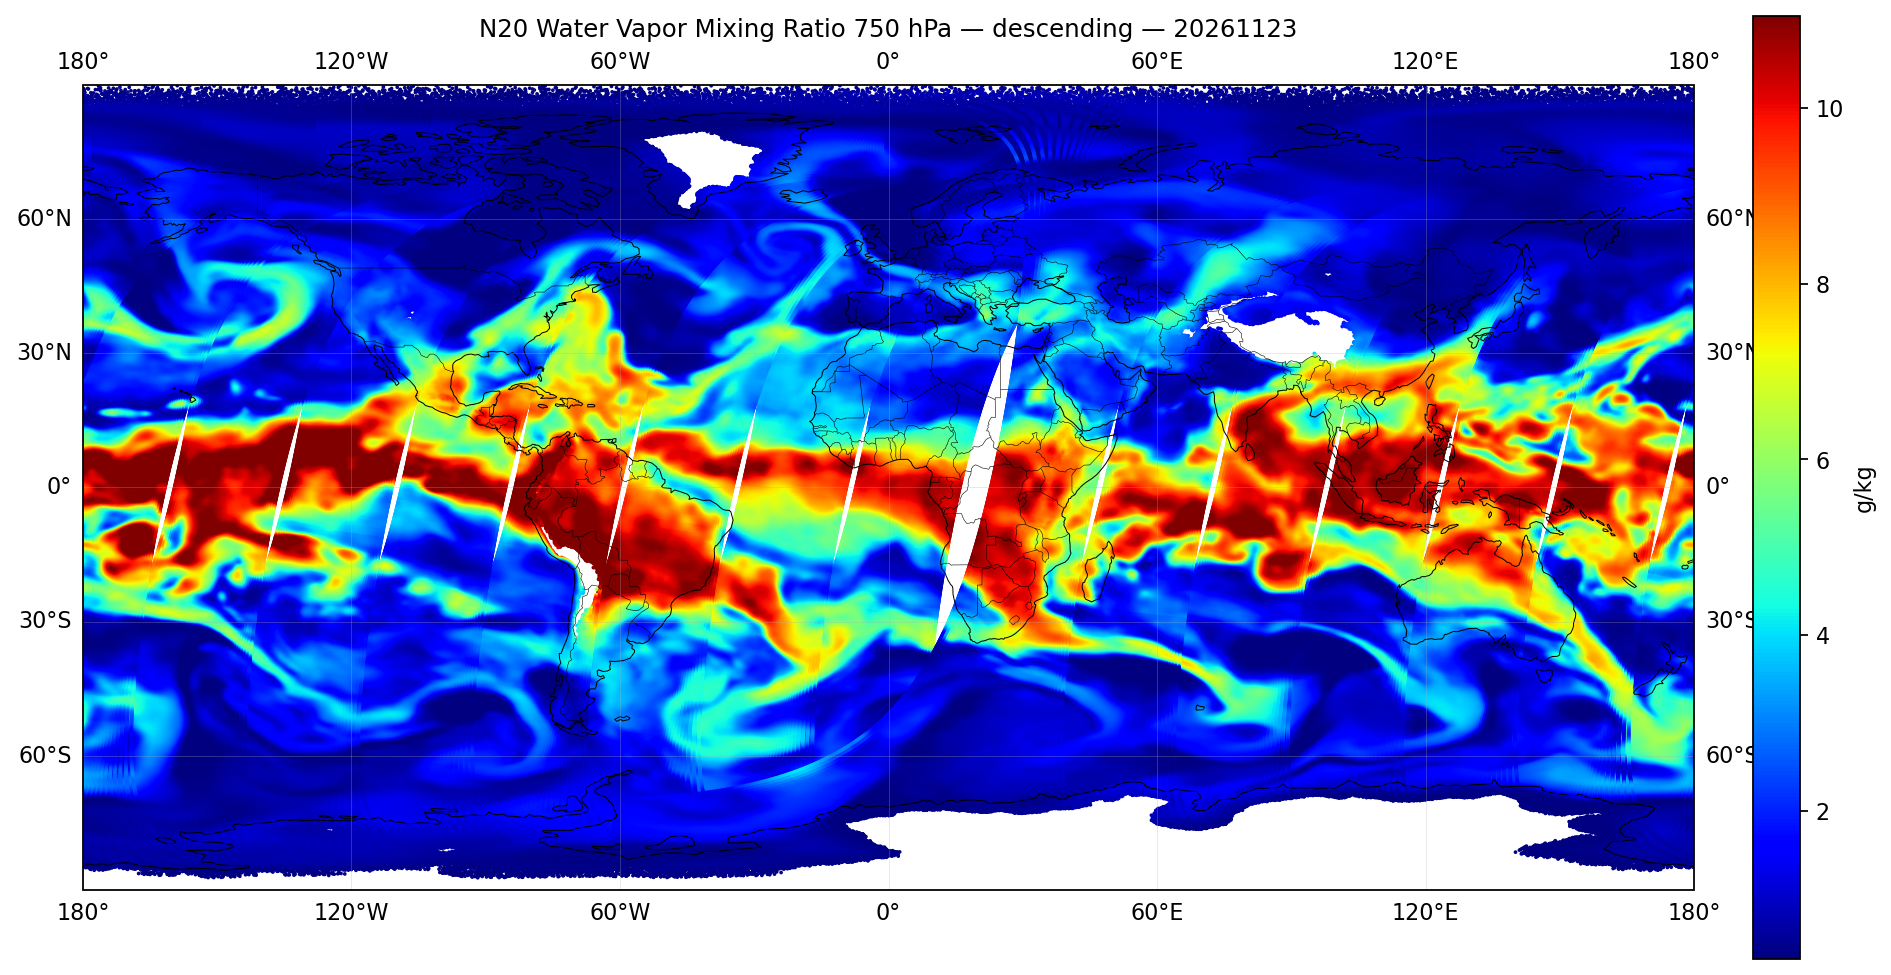 N20 Water Vapor Mixing Ratio 750 hPa — descending — 20261123
180° 120°W 60°W 0° 60°E 120°E 180°
60°N 60°N
30°N 30°N
0° 0°
30°S 30°S
60°S 60°S
180° 120°W 60°W 0° 60°E 120°E 180°
10
8
6
4
2
g/kg